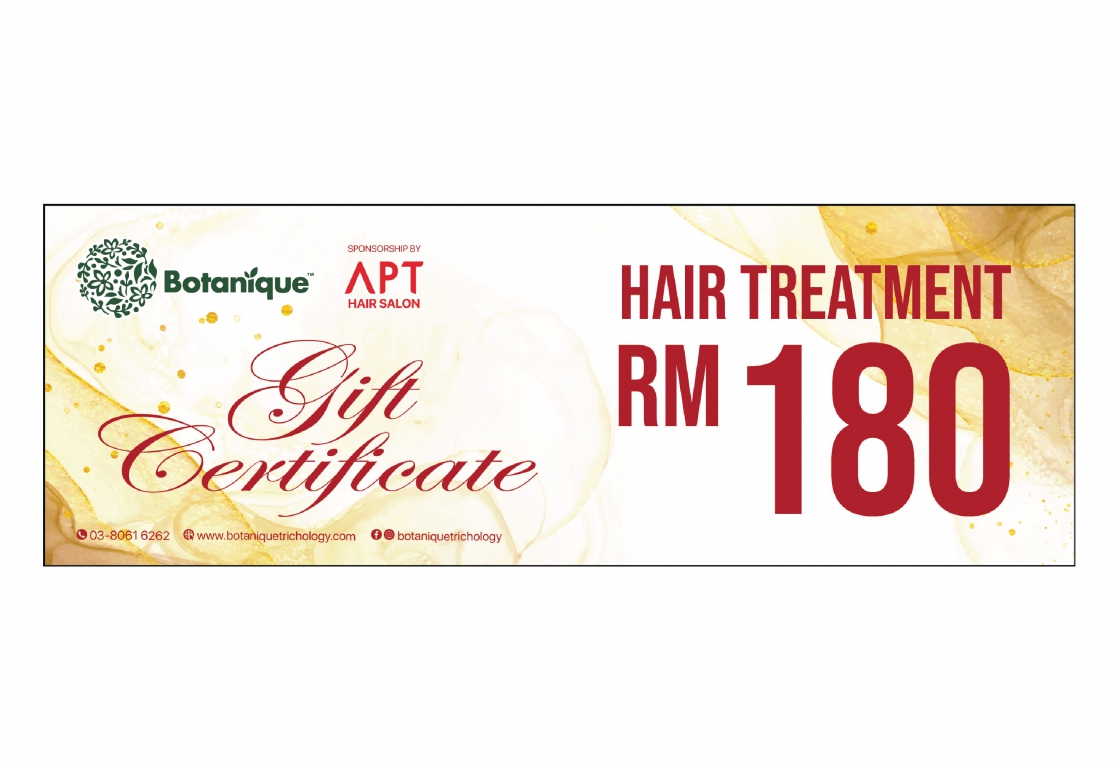 Botanique™
SPONSORSHIP BY
APT
HAIR SALON
Gift
Certificate
03-8061 6262 www.botaniquetrichology.com botaniquetrichology
HAIR TREATMENT
RM 180